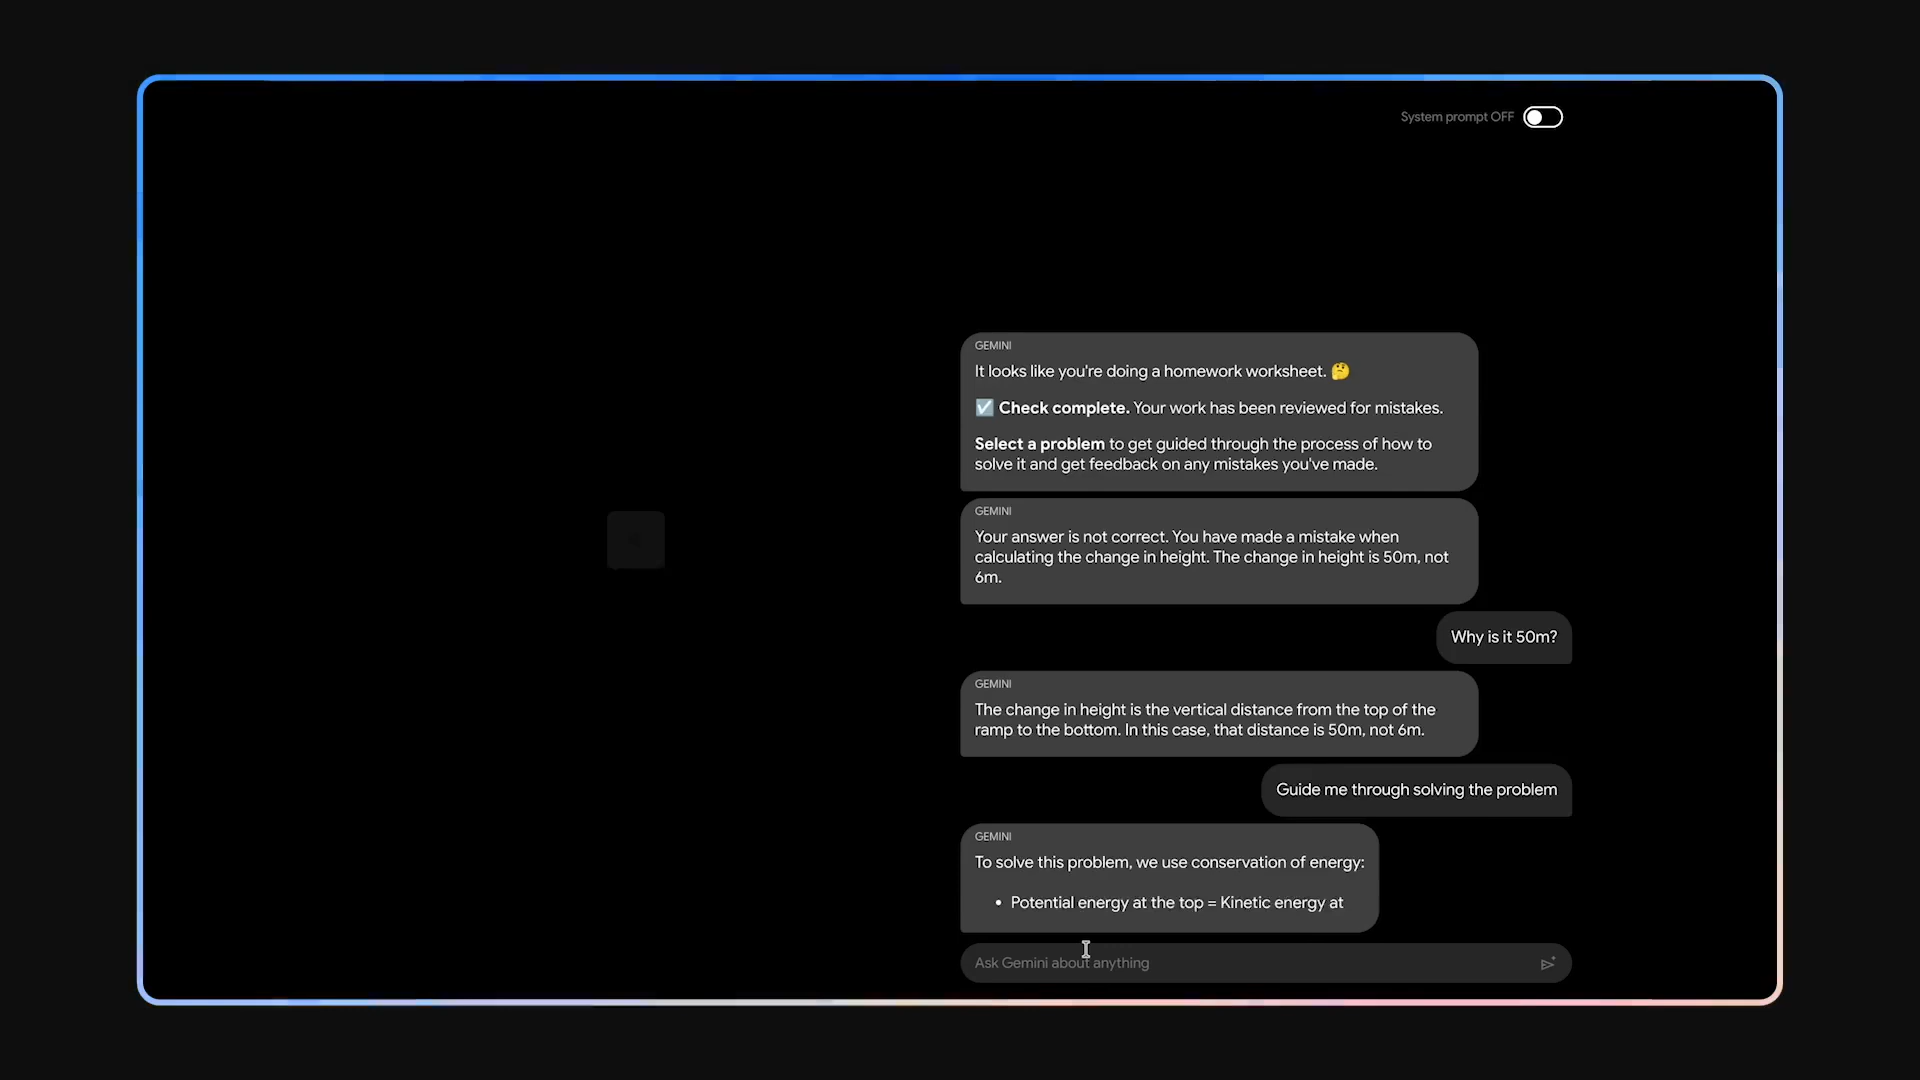 System prompt OFF
GEMINI
It looks like you're doing a homework worksheet. 🤔
☑️ Check complete. Your work has been reviewed for mistakes.
Select a problem to get guided through the process of how to
solve it and get feedback on any mistakes you've made.
GEMINI
Your answer is not correct. You have made a mistake when
calculating the change in height. The change in height is 50m, not
6m.
Why is it 50m?
GEMINI
The change in height is the vertical distance from the top of the
ramp to the bottom. In this case, that distance is 50m, not 6m.
Guide me through solving the problem
GEMINI
To solve this problem, we use conservation of energy:
• Potential energy at the top = Kinetic energy at
Ask Gemini about anything